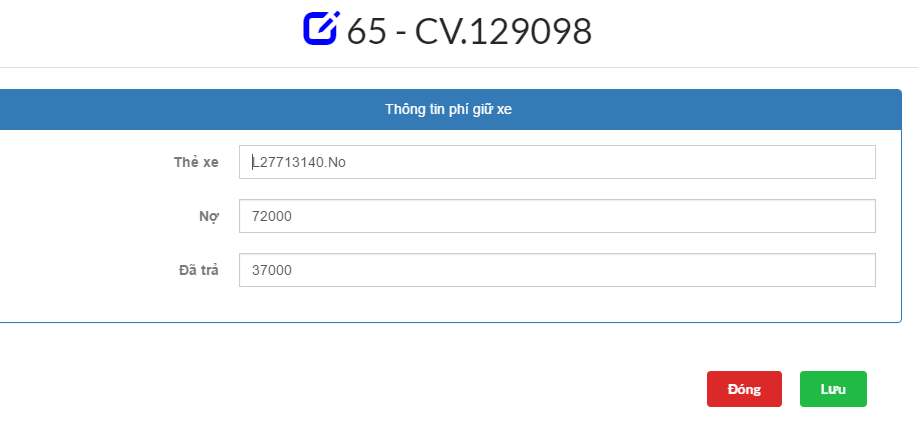 65 - CV.129098
Thông tin phí giữ xe
Thẻ xe
L27713140.No
Nợ
72000
Đã trả
37000
Đóng
Lưu